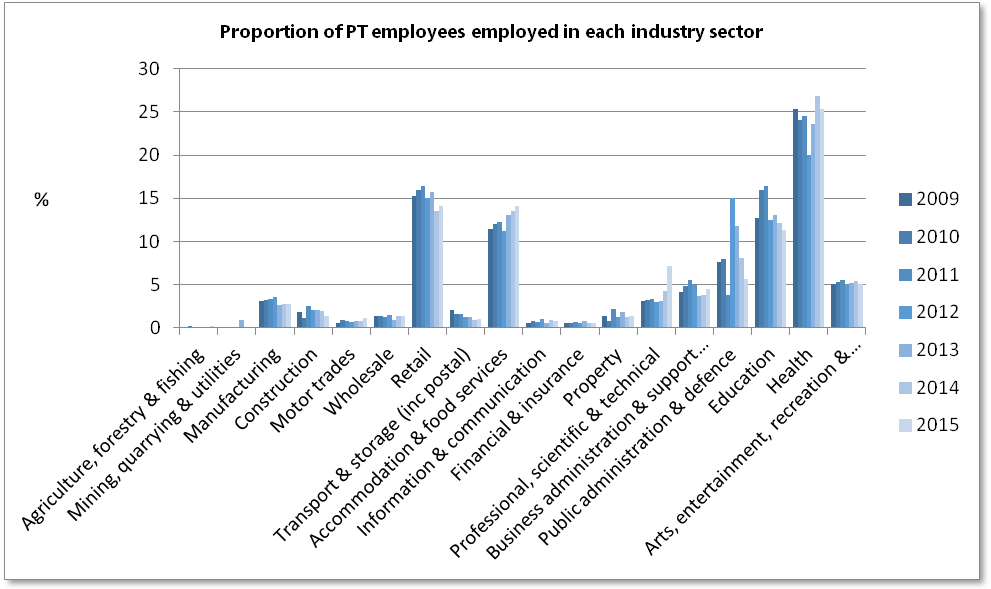 Proportion of PT employees employed in each industry sector
30
25
20
15
10
5
0
%
Agriculture, forestry & fishing
Mining, quarrying & utilities
Manufacturing
Construction
Motor trades
Wholesale
Retail
Transport & storage (inc postal)
Accommodation & food services
Information & communication
Financial & insurance
Property
Professional, scientific & technical
Business administration & support...
Public administration & defence
Education
Health
Arts, entertainment, recreation &...
2009
2010
2011
2012
2013
2014
2015